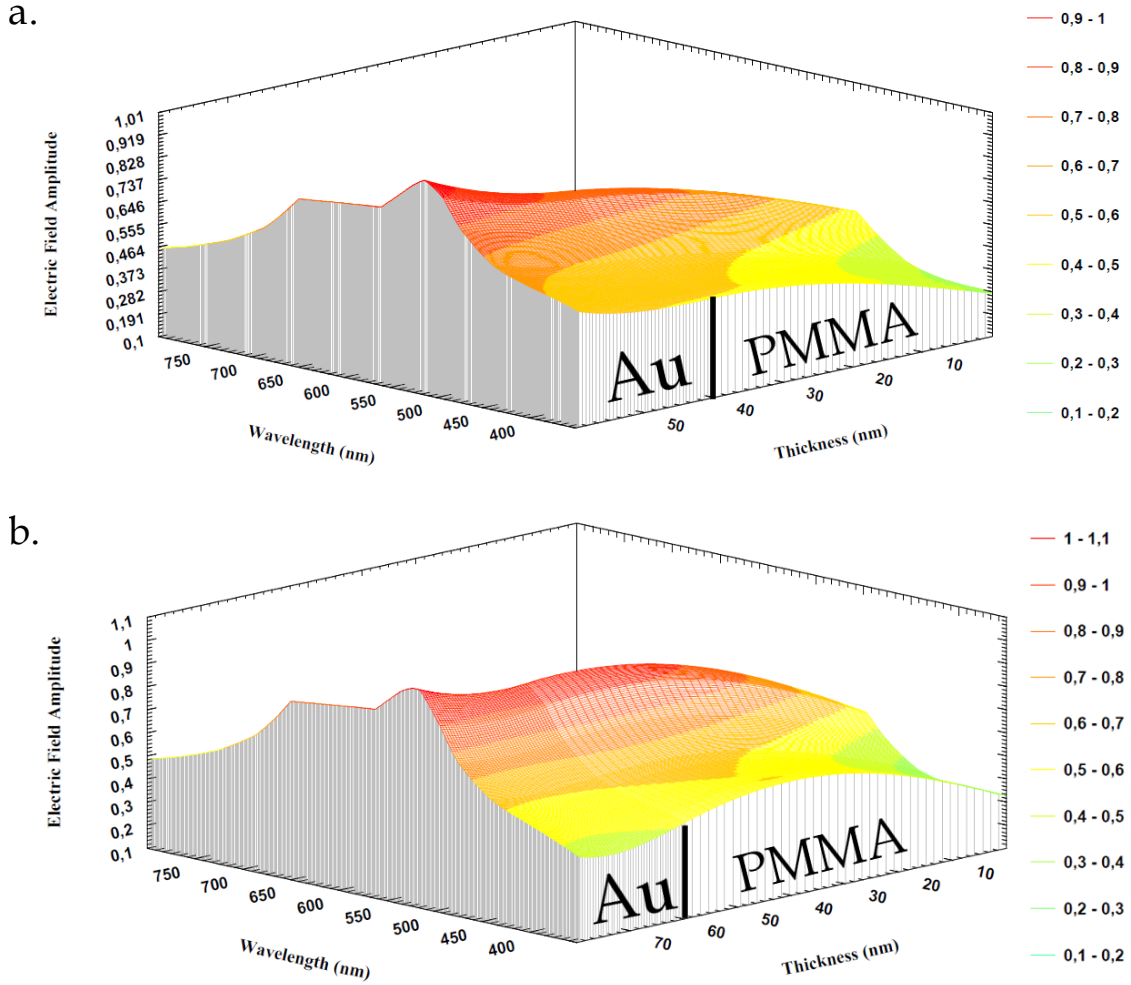 a.
Electric Field Amplitude
1,01
0,919
0,828
0,737
0,646
0,555
0,464
0,373
0,282
0,191
0,1
750
700
650
600
550
500
450
400
Wavelength (nm)
Au
PMMA
50
40
30
20
10
Thickness (nm)
0,9 - 1
0,8 - 0,9
0,7 - 0,8
0,6 - 0,7
0,5 - 0,6
0,4 - 0,5
0,3 - 0,4
0,2 - 0,3
0,1 - 0,2
b.
Electric Field Amplitude
1,1
1
0,9
0,8
0,7
0,6
0,5
0,4
0,3
0,2
0,1
750
700
650
600
550
500
450
400
Wavelength (nm)
Au
PMMA
70
60
50
40
30
20
10
Thickness (nm)
1 - 1,1
0,9 - 1
0,8 - 0,9
0,7 - 0,8
0,6 - 0,7
0,5 - 0,6
0,4 - 0,5
0,3 - 0,4
0,2 - 0,3
0,1 - 0,2